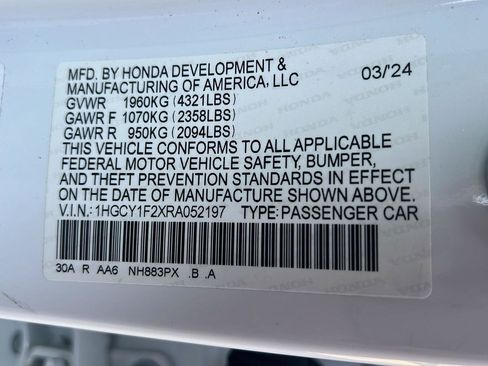 MFD. BY HONDA DEVELOPMENT &
MANUFACTURING OF AMERICA, LLC 03/'24
GVWR 1960KG (4321LBS)
GAWR F 1070KG (2358LBS)
GAWR R 950KG (2094LBS)
THIS VEHICLE CONFORMS TO ALL APPLICABLE
FEDERAL MOTOR VEHICLE SAFETY, BUMPER,
AND THEFT PREVENTION STANDARDS IN EFFECT
ON THE DATE OF MANUFACTURE SHOWN ABOVE.
V.I.N.: 1HGCY1F2XRA052197 TYPE: PASSENGER CAR
30A R AA6 NH883PX .B .A